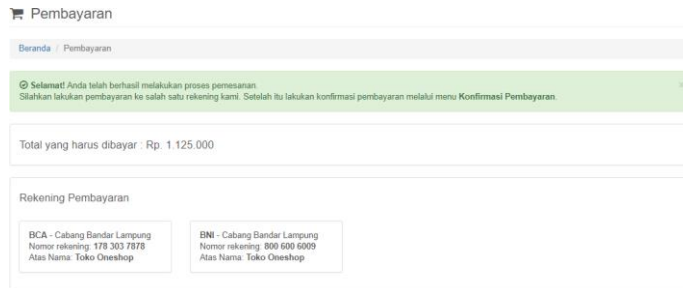 Pembayaran
Beranda / Pembayaran
Selamat! Anda telah berhasil melakukan proses pemesanan.
Silahkan lakukan pembayaran ke salah satu rekening kami. Setelah itu lakukan konfirmasi pembayaran melalui menu Konfirmasi Pembayaran.
Total yang harus dibayar : Rp. 1.125.000
Rekening Pembayaran
BCA - Cabang Bandar Lampung
Nomor rekening: 178 303 7878
Atas Nama: Toko Oneshop
BNI - Cabang Bandar Lampung
Nomor rekening: 800 600 6009
Atas Nama: Toko Oneshop